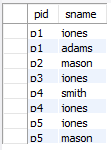 pid sname
p1 jones
p1 adams
p2 mason
p3 jones
p4 smith
p4 jones
p5 jones
p5 mason